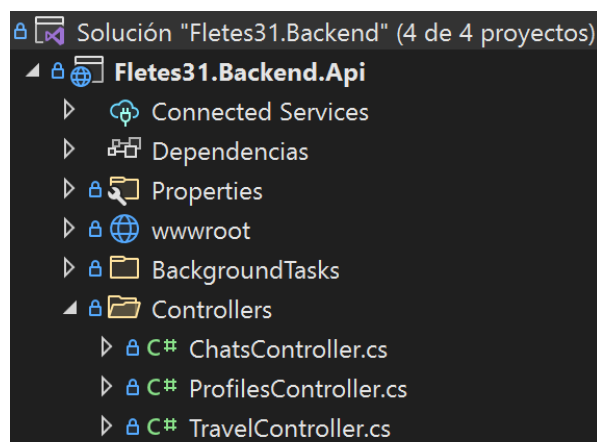 Solución "Fletes31.Backend" (4 de 4 proyectos)
Fletes31.Backend.Api
Connected Services
Dependencias
Properties
wwwroot
BackgroundTasks
Controllers
C# ChatsController.cs
C# ProfilesController.cs
C# TravelController.cs